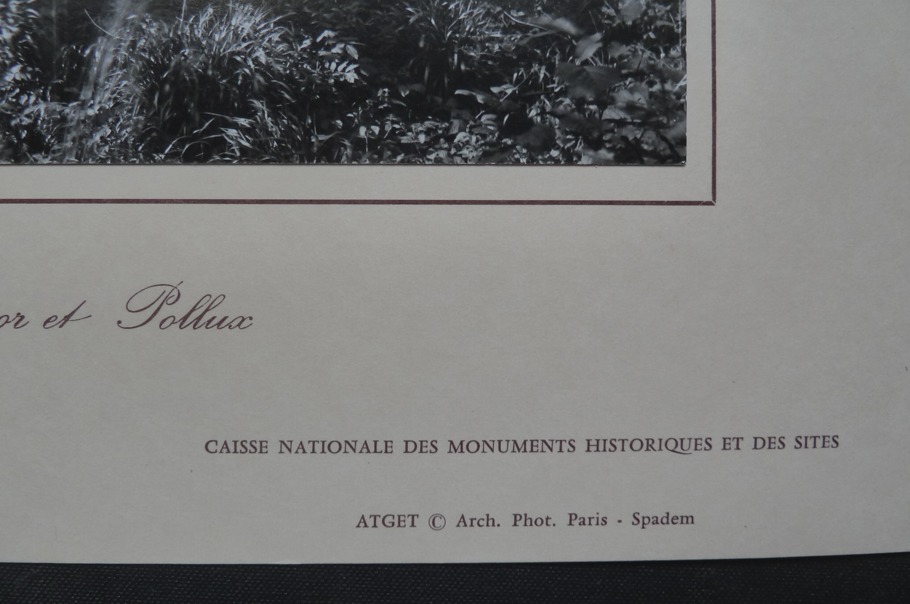 or et Pollux
CAISSE NATIONALE DES MONUMENTS HISTORIQUES ET DES SITES
ATGET © Arch. Phot. Paris - Spadem